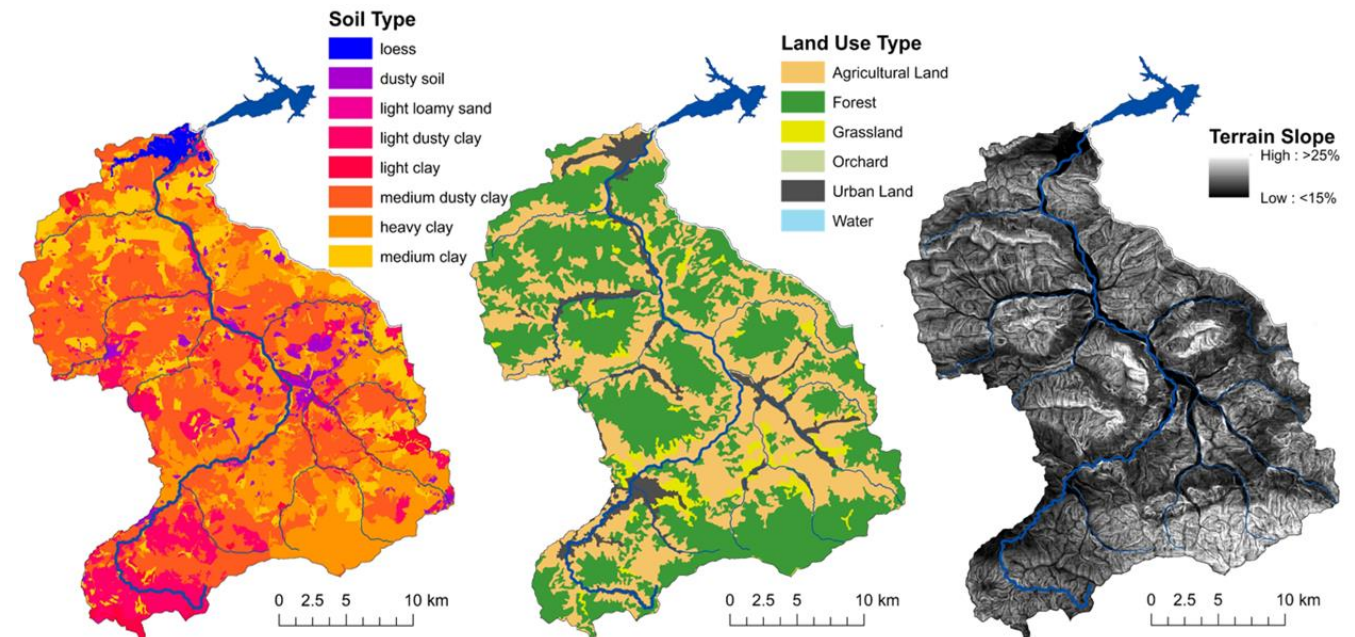 Soil Type
loess
dusty soil
light loamy sand
light dusty clay
light clay
medium dusty clay
heavy clay
medium clay
0 2.5 5 10 km
Land Use Type
Agricultural Land
Forest
Grassland
Orchard
Urban Land
Water
0 2.5 5 10 km
Terrain Slope
High : >25%
Low : <15%
0 2.5 5 10 km